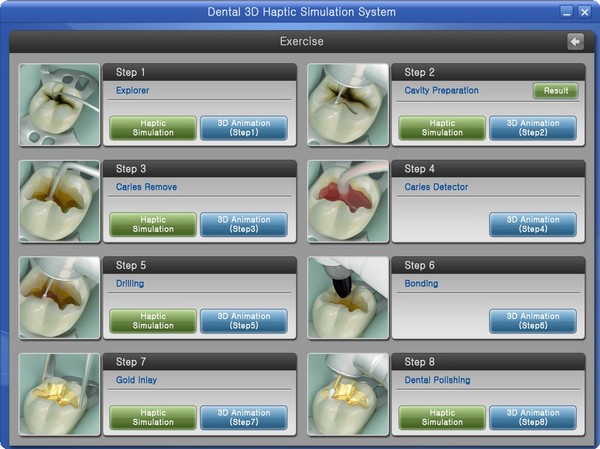 Dental 3D Haptic Simulation System
Exercise
Step 1
Explorer
Haptic
Simulation
3D Animation
(Step1)
Step 2
Cavity Preparation
Result
Haptic
Simulation
3D Animation
(Step2)
Step 3
Caries Remove
Haptic
Simulation
3D Animation
(Step3)
Step 4
Caries Detector
3D Animation
(Step4)
Step 5
Drilling
Haptic
Simulation
3D Animation
(Step5)
Step 6
Bonding
3D Animation
(Step6)
Step 7
Gold Inlay
Haptic
Simulation
3D Animation
(Step7)
Step 8
Dental Polishing
Haptic
Simulation
3D Animation
(Step8)